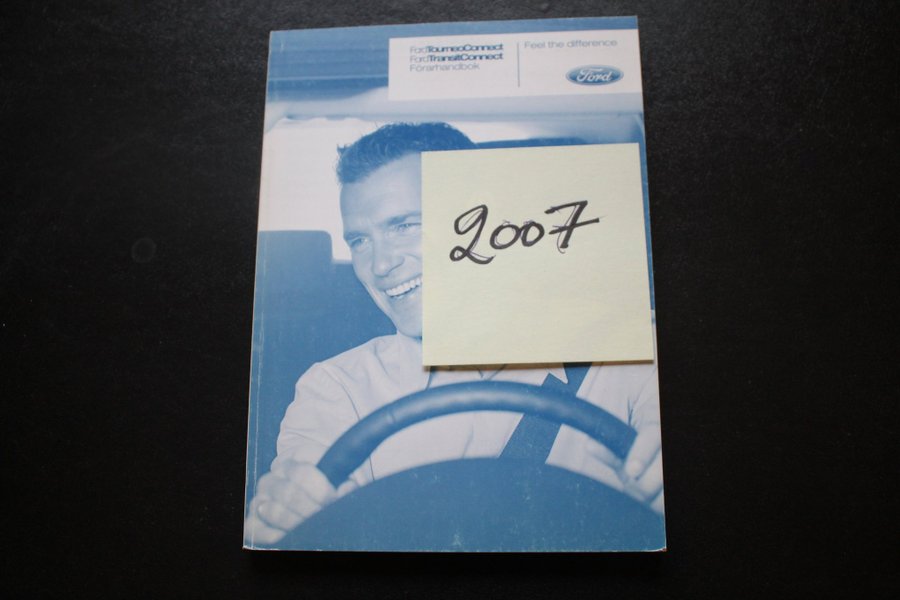 FordTourneoConnect
FordTransitConnect
Förarhandbok
Feel the difference
Ford
2007